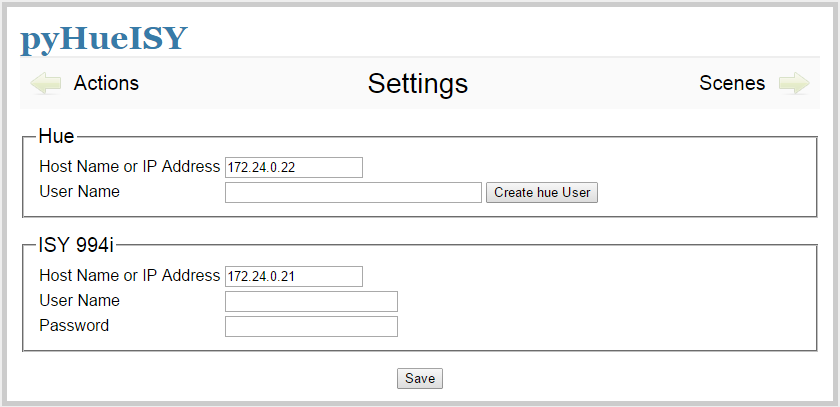 pyHueISY
Actions Settings Scenes
Hue
Host Name or IP Address 172.24.0.22
User Name Create hue User
ISY 994i
Host Name or IP Address 172.24.0.21
User Name
Password
Save